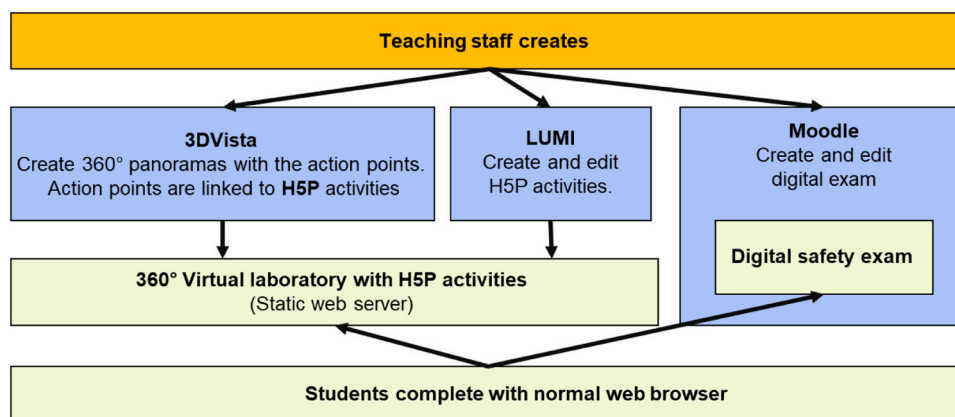 Teaching staff creates
3DVista
Create 360° panoramas with the action points.
Action points are linked to H5P activities
LUMI
Create and edit
H5P activities.
Moodle
Create and edit
digital exam
Digital safety exam
360° Virtual laboratory with H5P activities
(Static web server)
Students complete with normal web browser